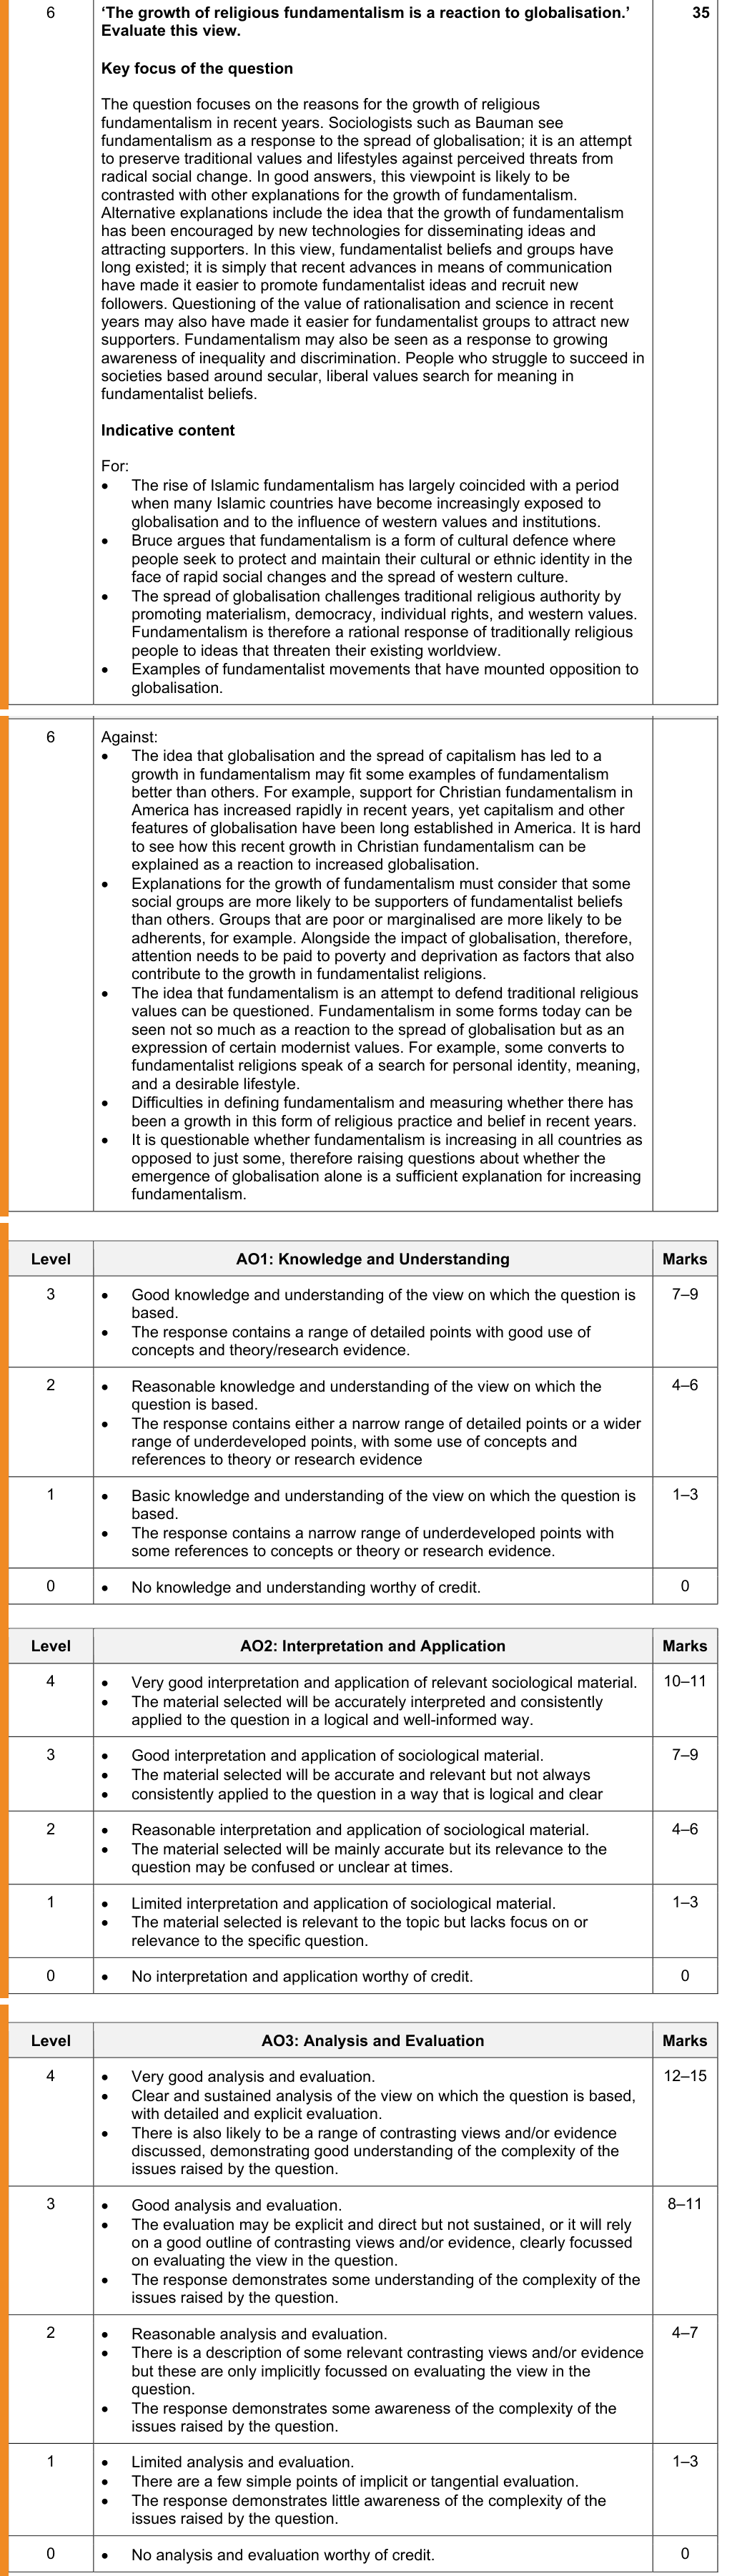 6 ‘The growth of religious fundamentalism is a reaction to globalisation.’ 35
Evaluate this view.
Key focus of the question
The question focuses on the reasons for the growth of religious
fundamentalism in recent years. Sociologists such as Bauman see
fundamentalism as a response to the spread of globalisation; it is an attempt
to preserve traditional values and lifestyles against perceived threats from
radical social change. In good answers, this viewpoint is likely to be
contrasted with other explanations for the growth of fundamentalism.
Alternative explanations include the idea that the growth of fundamentalism
has been encouraged by new technologies for disseminating ideas and
attracting supporters. In this view, fundamentalist beliefs and groups have
long existed; it is simply that recent advances in means of communication
have made it easier to promote fundamentalist ideas and recruit new
followers. Questioning of the value of rationalisation and science in recent
years may also have made it easier for fundamentalist groups to attract new
supporters. Fundamentalism may also be seen as a response to growing
awareness of inequality and discrimination. People who struggle to succeed in
societies based around secular, liberal values search for meaning in
fundamentalist beliefs.
Indicative content
For:
• The rise of Islamic fundamentalism has largely coincided with a period
when many Islamic countries have become increasingly exposed to
globalisation and to the influence of western values and institutions.
• Bruce argues that fundamentalism is a form of cultural defence where
people seek to protect and maintain their cultural or ethnic identity in the
face of rapid social changes and the spread of western culture.
• The spread of globalisation challenges traditional religious authority by
promoting materialism, democracy, individual rights, and western values.
Fundamentalism is therefore a rational response of traditionally religious
people to ideas that threaten their existing worldview.
• Examples of fundamentalist movements that have mounted opposition to
globalisation.
6 Against:
• The idea that globalisation and the spread of capitalism has led to a
growth in fundamentalism may fit some examples of fundamentalism
better than others. For example, support for Christian fundamentalism in
America has increased rapidly in recent years, yet capitalism and other
features of globalisation have been long established in America. It is hard
to see how this recent growth in Christian fundamentalism can be
explained as a reaction to increased globalisation.
• Explanations for the growth of fundamentalism must consider that some
social groups are more likely to be supporters of fundamentalist beliefs
than others. Groups that are poor or marginalised are more likely to be
adherents, for example. Alongside the impact of globalisation, therefore,
attention needs to be paid to poverty and deprivation as factors that also
contribute to the growth in fundamentalist religions.
• The idea that fundamentalism is an attempt to defend traditional religious
values can be questioned. Fundamentalism in some forms today can be
seen not so much as a reaction to the spread of globalisation but as an
expression of certain modernist values. For example, some converts to
fundamentalist religions speak of a search for personal identity, meaning,
and a desirable lifestyle.
• Difficulties in defining fundamentalism and measuring whether there has
been a growth in this form of religious practice and belief in recent years.
• It is questionable whether fundamentalism is increasing in all countries as
opposed to just some, therefore raising questions about whether the
emergence of globalisation alone is a sufficient explanation for increasing
fundamentalism.
Level AO1: Knowledge and Understanding Marks
3 • Good knowledge and understanding of the view on which the question is 7–9
based.
• The response contains a range of detailed points with good use of
concepts and theory/research evidence.
2 • Reasonable knowledge and understanding of the view on which the 4–6
question is based.
• The response contains either a narrow range of detailed points or a wider
range of underdeveloped points, with some use of concepts and
references to theory or research evidence
1 • Basic knowledge and understanding of the view on which the question is 1–3
based.
• The response contains a narrow range of underdeveloped points with
some references to concepts or theory or research evidence.
0 • No knowledge and understanding worthy of credit. 0
Level AO2: Interpretation and Application Marks
4 • Very good interpretation and application of relevant sociological material. 10–11
• The material selected will be accurately interpreted and consistently
applied to the question in a logical and well-informed way.
3 • Good interpretation and application of sociological material. 7–9
• The material selected will be accurate and relevant but not always
• consistently applied to the question in a way that is logical and clear
2 • Reasonable interpretation and application of sociological material. 4–6
• The material selected will be mainly accurate but its relevance to the
question may be confused or unclear at times.
1 • Limited interpretation and application of sociological material. 1–3
• The material selected is relevant to the topic but lacks focus on or
relevance to the specific question.
0 • No interpretation and application worthy of credit. 0
Level AO3: Analysis and Evaluation Marks
4 • Very good analysis and evaluation. 12–15
• Clear and sustained analysis of the view on which the question is based,
with detailed and explicit evaluation.
• There is also likely to be a range of contrasting views and/or evidence
discussed, demonstrating good understanding of the complexity of the
issues raised by the question.
3 • Good analysis and evaluation. 8–11
• The evaluation may be explicit and direct but not sustained, or it will rely
on a good outline of contrasting views and/or evidence, clearly focussed
on evaluating the view in the question.
• The response demonstrates some understanding of the complexity of the
issues raised by the question.
2 • Reasonable analysis and evaluation. 4–7
• There is a description of some relevant contrasting views and/or evidence
but these are only implicitly focussed on evaluating the view in the
question.
• The response demonstrates some awareness of the complexity of the
issues raised by the question.
1 • Limited analysis and evaluation. 1–3
• There are a few simple points of implicit or tangential evaluation.
• The response demonstrates little awareness of the complexity of the
issues raised by the question.
0 • No analysis and evaluation worthy of credit. 0